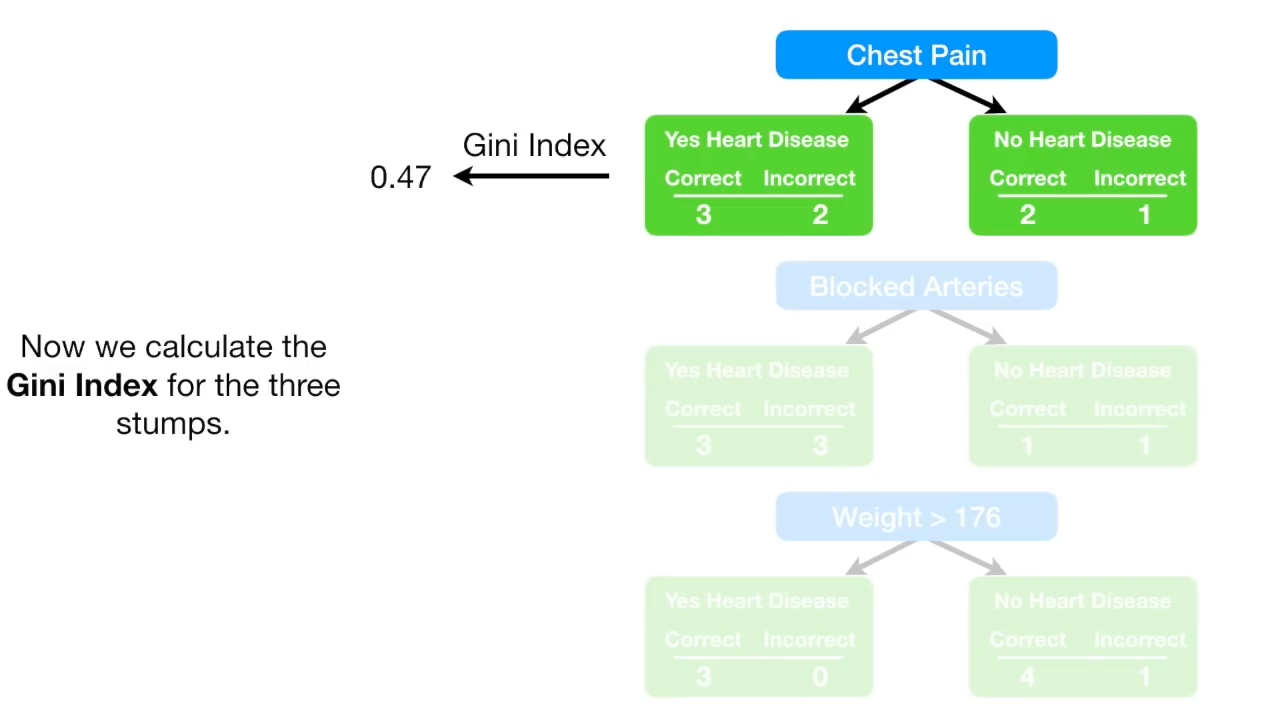 Chest Pain
Gini Index
0.47
Yes Heart Disease
Correct Incorrect
3 2
No Heart Disease
Correct Incorrect
2 1
Now we calculate the
Gini Index for the three
stumps.
Blocked Arteries
Yes Heart Disease
Correct Incorrect
3 3
No Heart Disease
Correct Incorrect
1 1
Weight > 176
Yes Heart Disease
Correct Incorrect
3 0
No Heart Disease
Correct Incorrect
4 1